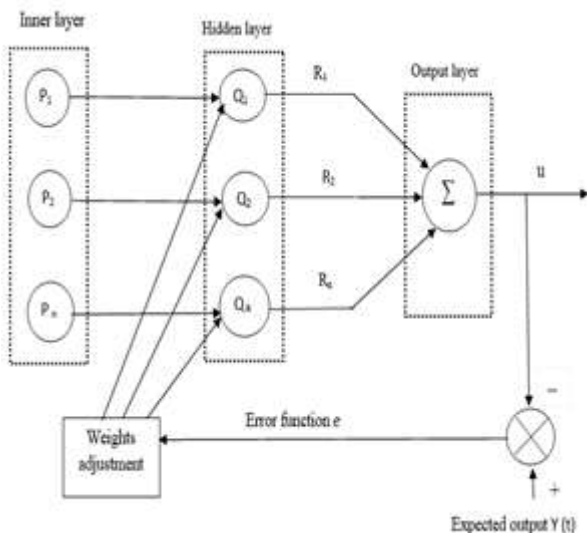 Inner layer
Hidden layer
Output layer
P1
Q1
R1
P2
Q2
R2
Σ
u
Pn
Qn
Rn
−
Weights
adjustment
Error function e
+
Expected output Y (t)